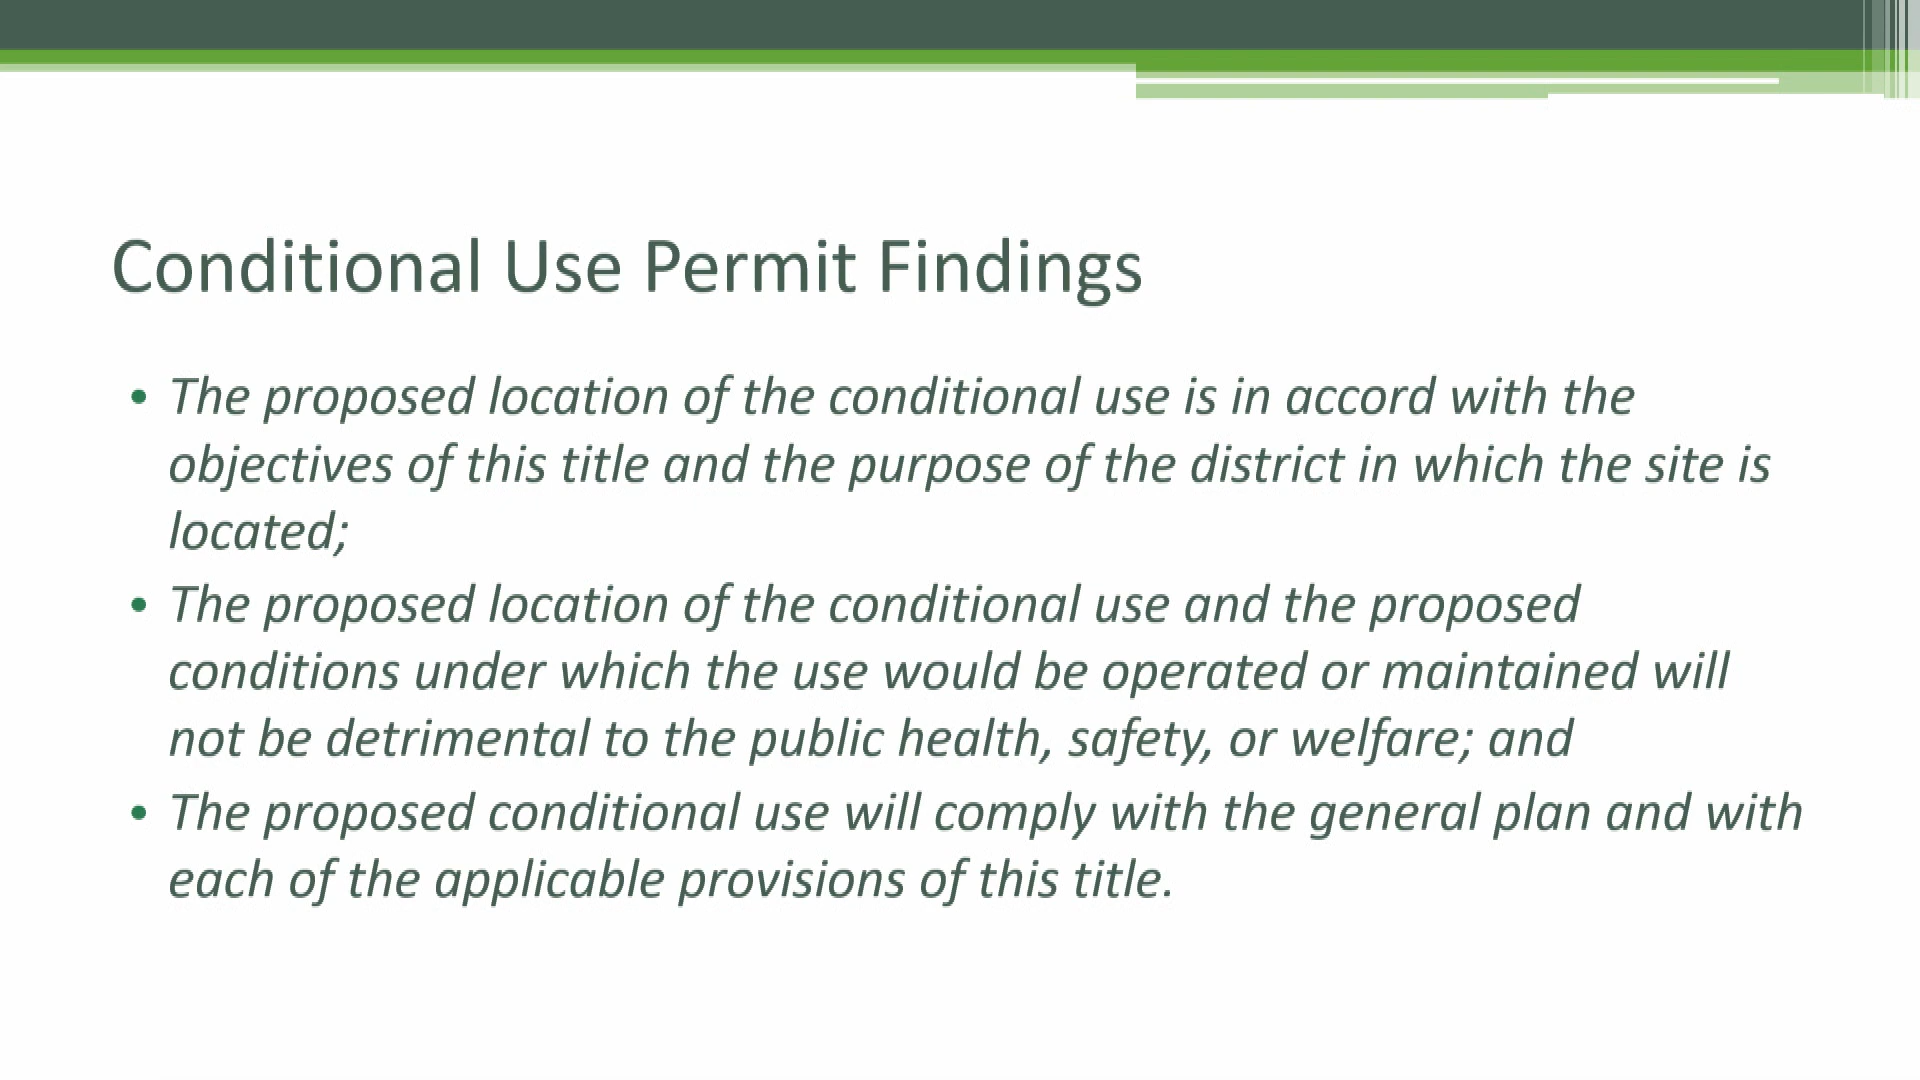 Conditional Use Permit Findings
• The proposed location of the conditional use is in accord with the
objectives of this title and the purpose of the district in which the site is
located;
• The proposed location of the conditional use and the proposed
conditions under which the use would be operated or maintained will
not be detrimental to the public health, safety, or welfare; and
• The proposed conditional use will comply with the general plan and with
each of the applicable provisions of this title.